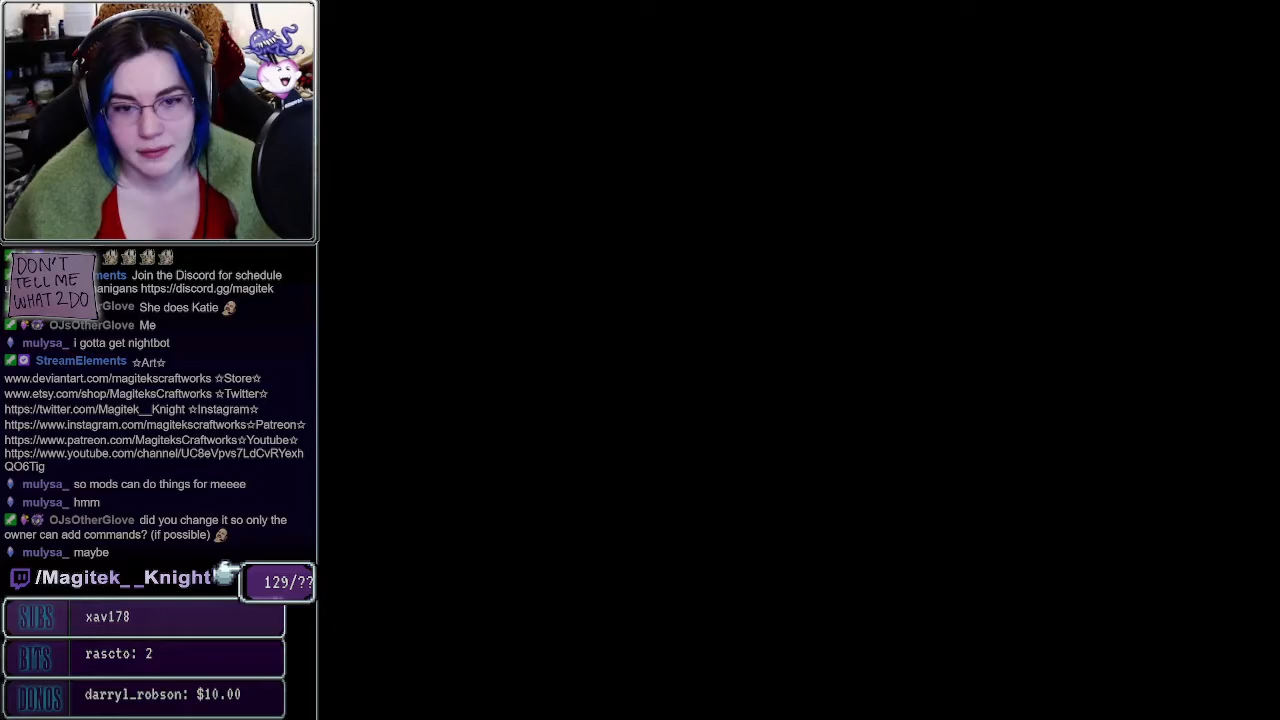 DON'T
TELL ME
WHAT 2 DO
ments Join the Discord for schedule
anigans https://discord.gg/magitek
Glove She does Katie
OJsOtherGlove Me
mulysa_ i gotta get nightbot
StreamElements ☆Art☆
www.deviantart.com/magitekscraftworks ☆Store☆
www.etsy.com/shop/MagiteksCraftworks ☆Twitter☆
https://twitter.com/Magitek__Knight ☆Instagram☆
https://www.instagram.com/magitekscraftworks☆Patreon☆
https://www.patreon.com/MagiteksCraftworks☆Youtube☆
https://www.youtube.com/channel/UC8eVpvs7LdCvRYexh
QO6Tig
mulysa_ so mods can do things for meeee
mulysa_ hmm
OJsOtherGlove did you change it so only the
owner can add commands? (if possible)
mulysa_ maybe
/Magitek__Knight
129/??
SUBS xav178
BITS rascto: 2
DONOS darryl_robson: $10.00